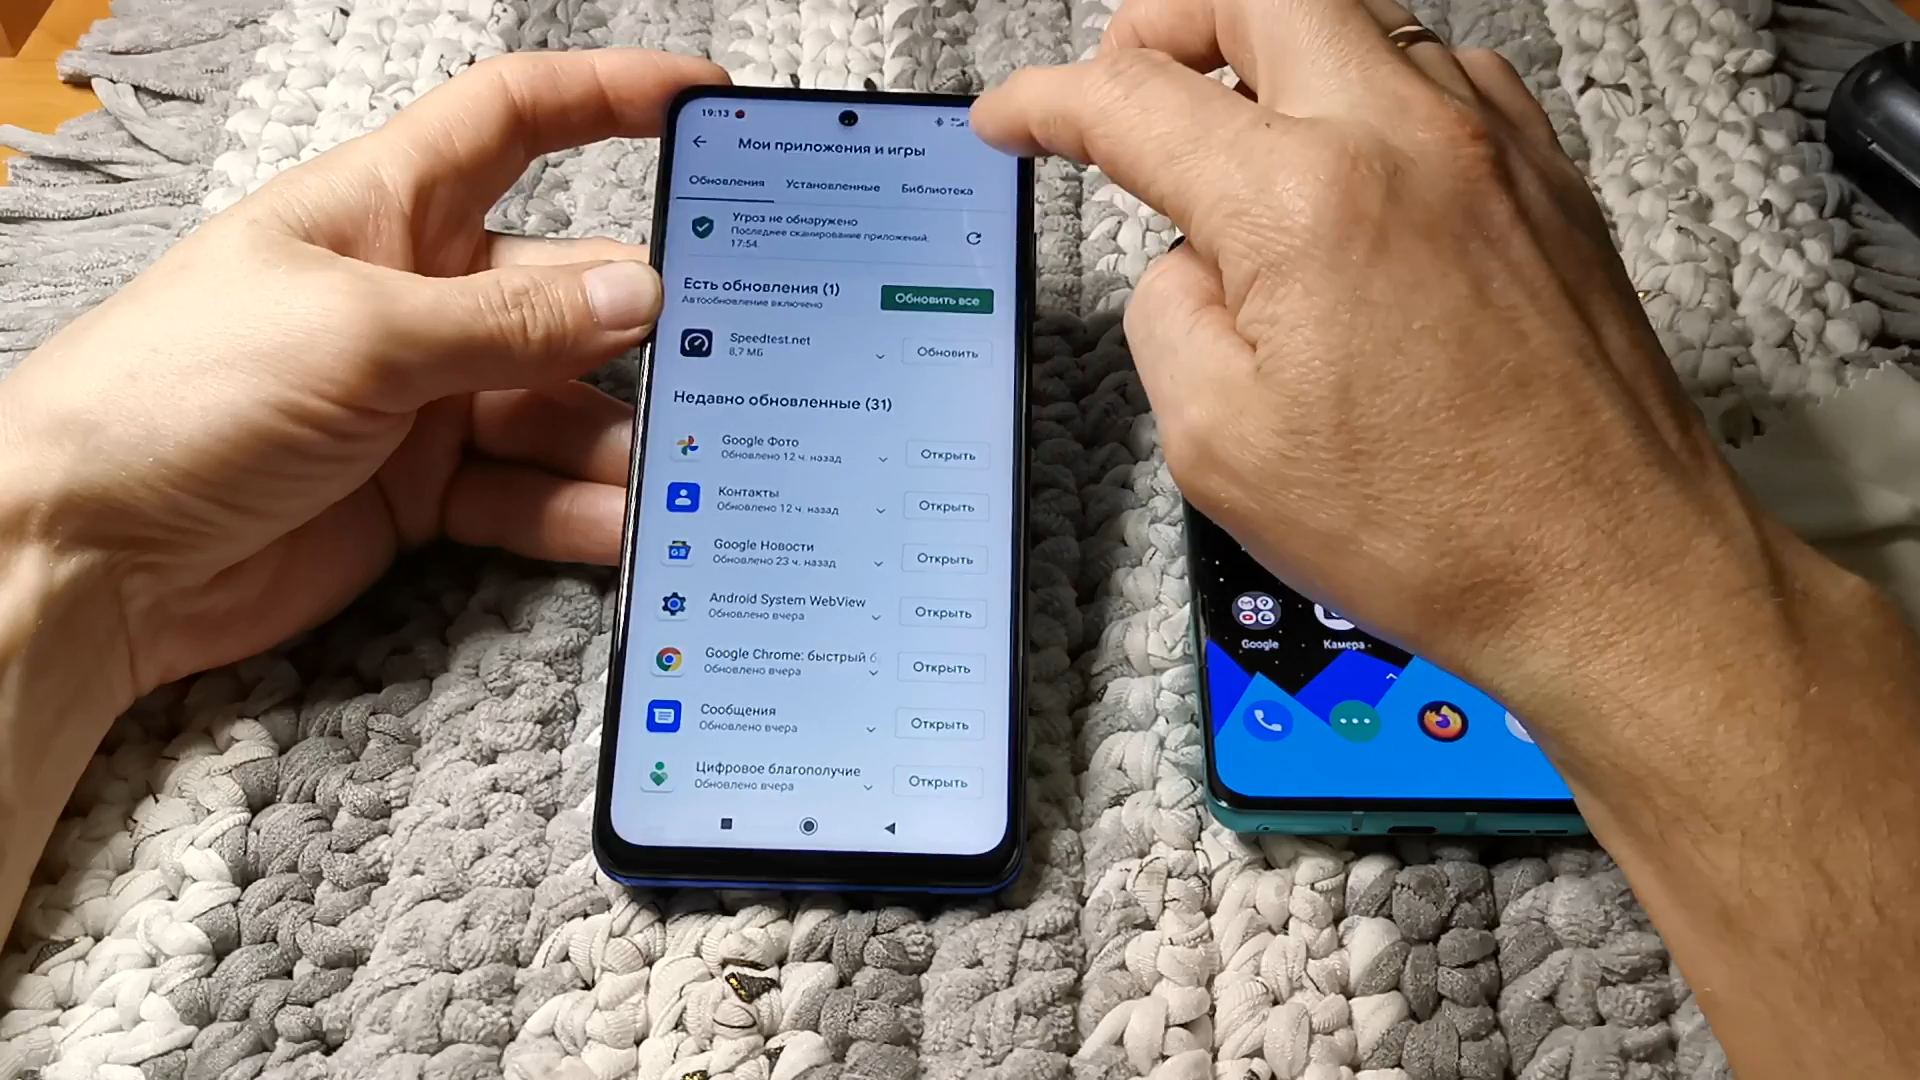 19:13
Мои приложения и игры
Обновления Установленные Библиотека
Угроз не обнаружено
Последнее сканирование приложений:
17:54.
Есть обновления (1)
Автообновление включено
Обновить все
Speedtest.net
8,7 МБ
Обновить
Недавно обновленные (31)
Google Фото
Обновлено 12 ч. назад
Открыть
Контакты
Обновлено 12 ч. назад
Открыть
Google Новости
Обновлено 23 ч. назад
Открыть
Android System WebView
Обновлено вчера
Открыть
Google Chrome: быстрый б
Обновлено вчера
Открыть
Сообщения
Обновлено вчера
Открыть
Цифровое благополучие
Обновлено вчера
Открыть
Google Камера